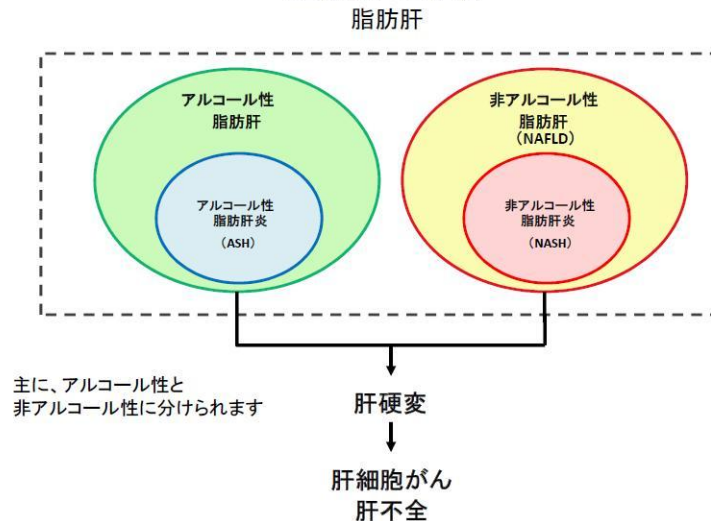 脂肪肝
アルコール性
脂肪肝
非アルコール性
脂肪肝
（NAFLD）
アルコール性
脂肪肝炎
（ASH）
非アルコール性
脂肪肝炎
（NASH）
主に、アルコール性と
非アルコール性に分けられます
肝硬変
肝細胞がん
肝不全